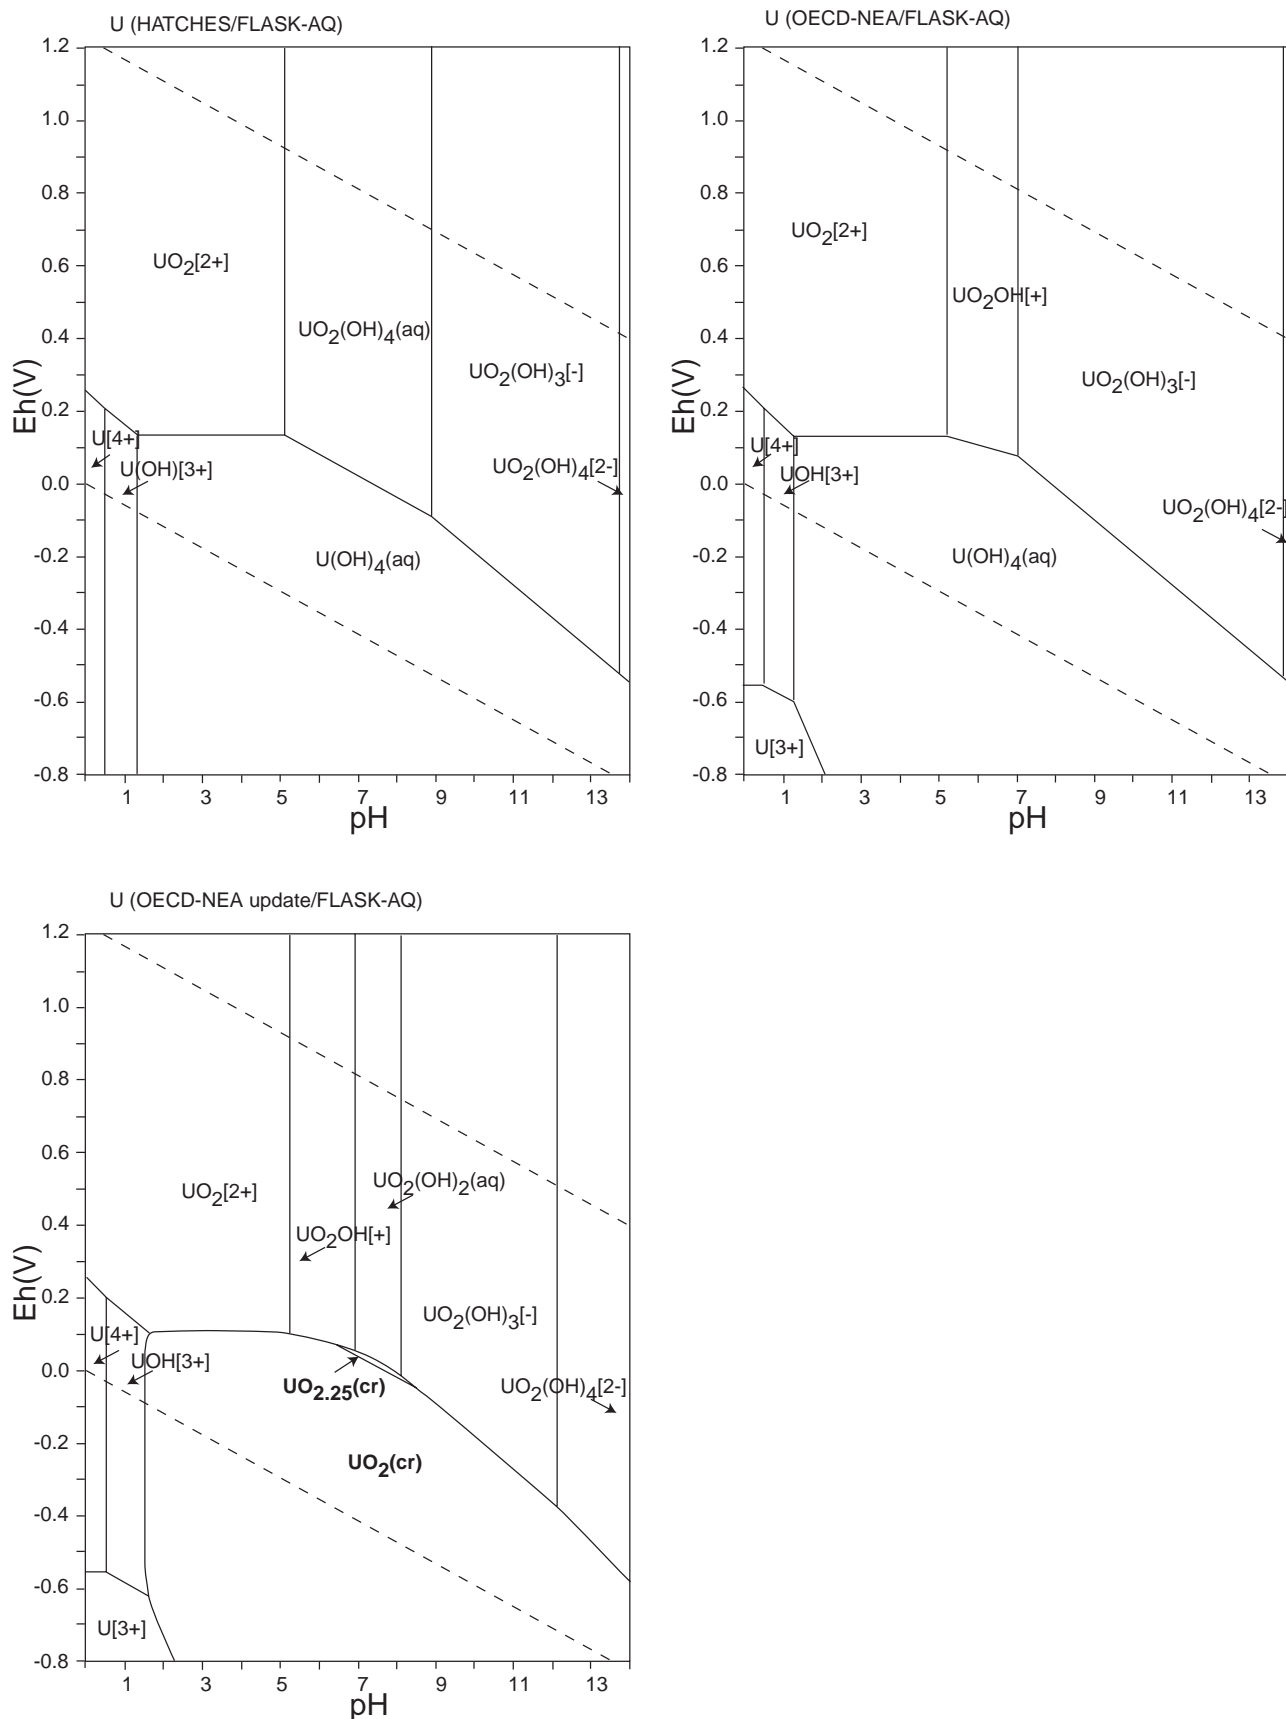 U (HATCHES/FLASK-AQ)
1.2
1.0
0.8
0.6
0.4
0.2
0.0
-0.2
-0.4
-0.6
-0.8
Eh(V)
UO2[2+]
UO2(OH)4(aq)
UO2(OH)3[-]
U[4+]
U(OH)[3+]
UO2(OH)4[2-]
U(OH)4(aq)
1 3 5 7 9 11 13
pH
U (OECD-NEA/FLASK-AQ)
1.2
1.0
0.8
0.6
0.4
0.2
0.0
-0.2
-0.4
-0.6
-0.8
Eh(V)
UO2[2+]
UO2OH[+]
UO2(OH)3[-]
U[4+]
UOH[3+]
UO2(OH)4[2-]
U(OH)4(aq)
U[3+]
1 3 5 7 9 11 13
pH
U (OECD-NEA update/FLASK-AQ)
1.2
1.0
0.8
0.6
0.4
0.2
0.0
-0.2
-0.4
-0.6
-0.8
Eh(V)
UO2[2+]
UO2(OH)2(aq)
UO2OH[+]
UO2(OH)3[-]
U[4+]
UOH[3+]
UO2.25(cr)
UO2(OH)4[2-]
UO2(cr)
U[3+]
1 3 5 7 9 11 13
pH